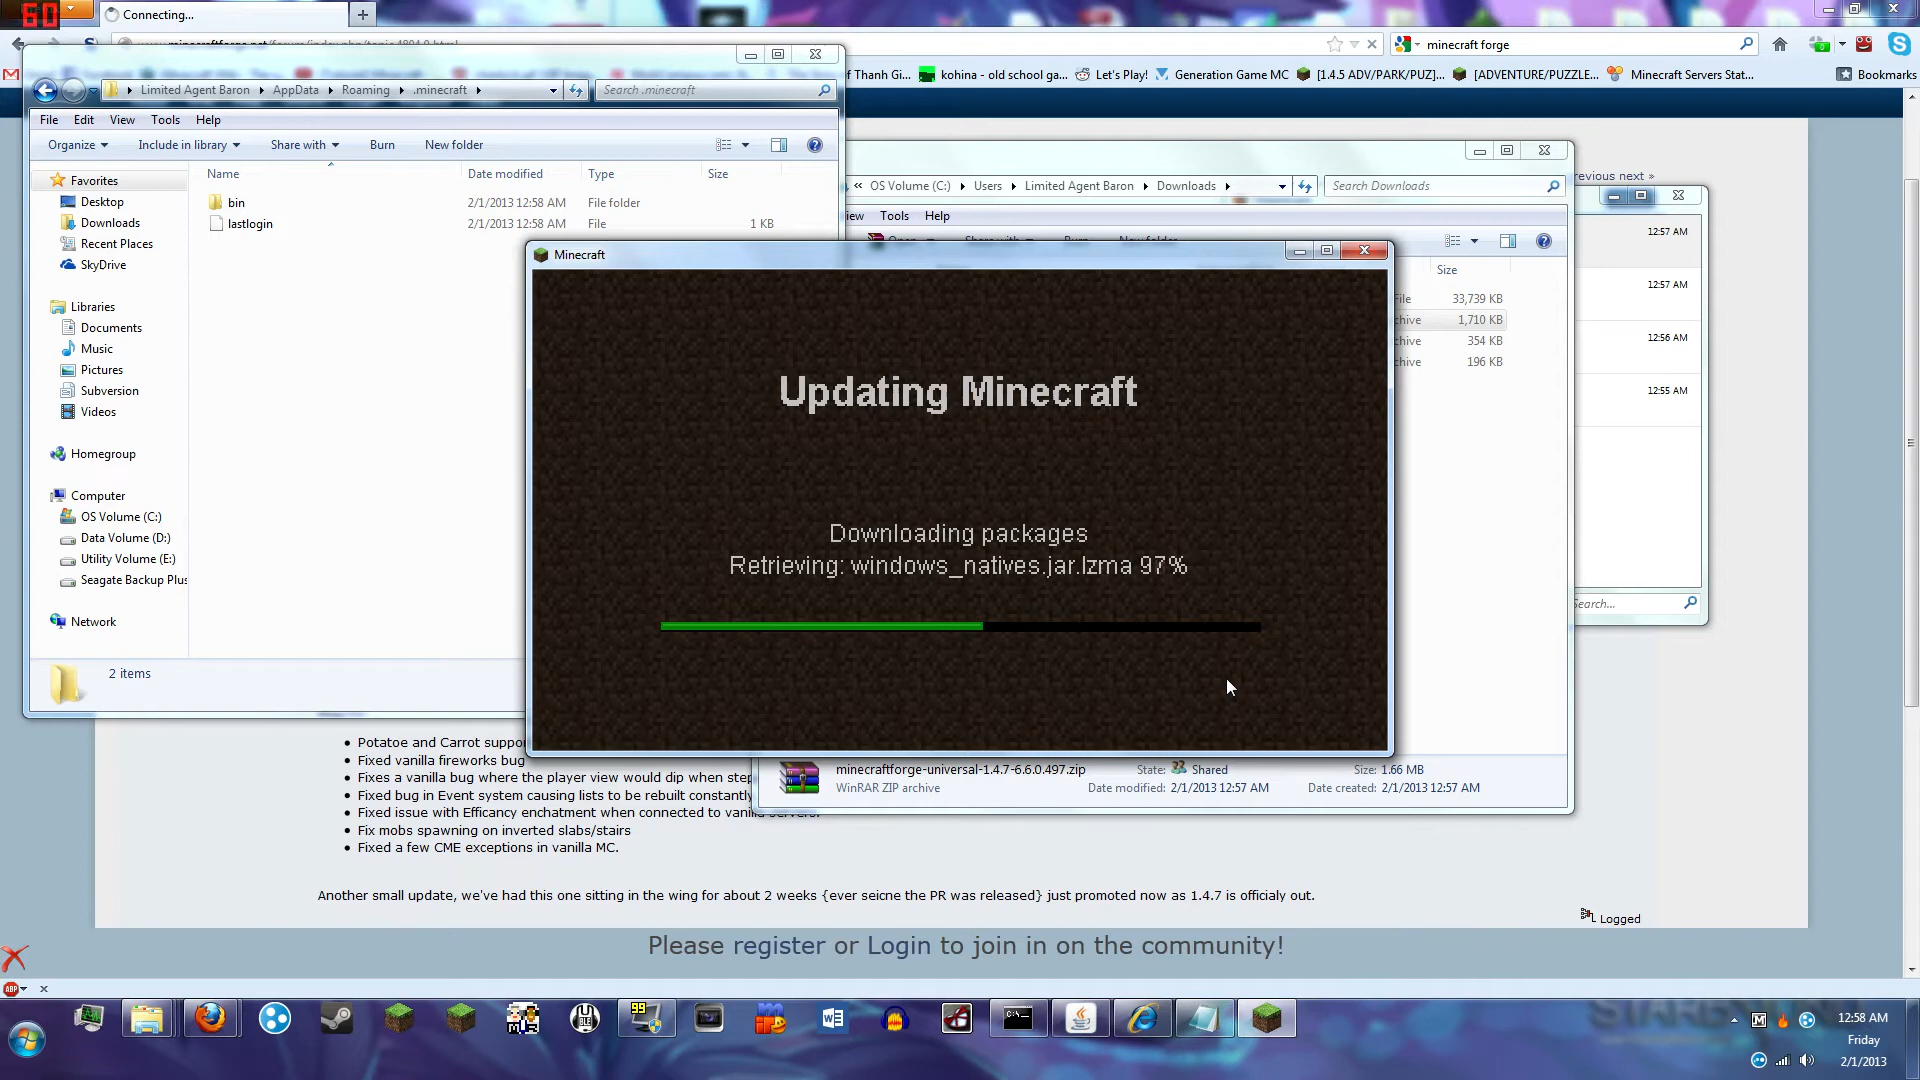 60
Connecting...
minecraft forge
of Thanh Gi...
kohina - old school ga...
Let's Play!
Generation Game MC
[1.4.5 ADV/PARK/PUZ]...
[ADVENTURE/PUZZLE...
Minecraft Servers Stat...
Bookmarks
Limited Agent Baron
AppData
Roaming
.minecraft
Search .minecraft
File Edit View Tools Help
Organize
Include in library
Share with
Burn
New folder
Name
Date modified
Type
Size
Favorites
Desktop
Downloads
Recent Places
SkyDrive
Libraries
Documents
Music
Pictures
Subversion
Videos
Homegroup
Computer
OS Volume (C:)
Data Volume (D:)
Utility Volume (E:)
Seagate Backup Plus
Network
bin 2/1/2013 12:58 AM File folder
lastlogin 2/1/2013 12:58 AM File 1 KB
2 items
« OS Volume (C:)
Users
Limited Agent Baron
Downloads
Search Downloads
iew Tools Help
Size
File 33,739 KB
chive 1,710 KB
chive 354 KB
chive 196 KB
revious next »
12:57 AM
12:57 AM
12:56 AM
12:55 AM
Search...
Minecraft
Updating Minecraft
Downloading packages
Retrieving: windows_natives.jar.lzma 97%
minecraftforge-universal-1.4.7-6.6.0.497.zip
WinRAR ZIP archive
State: Shared
Date modified: 2/1/2013 12:57 AM
Size: 1.66 MB
Date created: 2/1/2013 12:57 AM
Potatoe and Carrot suppo
Fixed vanilla fireworks bug
Fixes a vanilla bug where the player view would dip when step
Fixed bug in Event system causing lists to be rebuilt constantly
Fixed issue with Efficancy enchatment when connected to vanilla servers.
Fix mobs spawning on inverted slabs/stairs
Fixed a few CME exceptions in vanilla MC.
Another small update, we've had this one sitting in the wing for about 2 weeks {ever seicne the PR was released} just promoted now as 1.4.7 is officialy out.
Logged
Please register or Login to join in on the community!
ABP
99
12:58 AM
Friday
2/1/2013